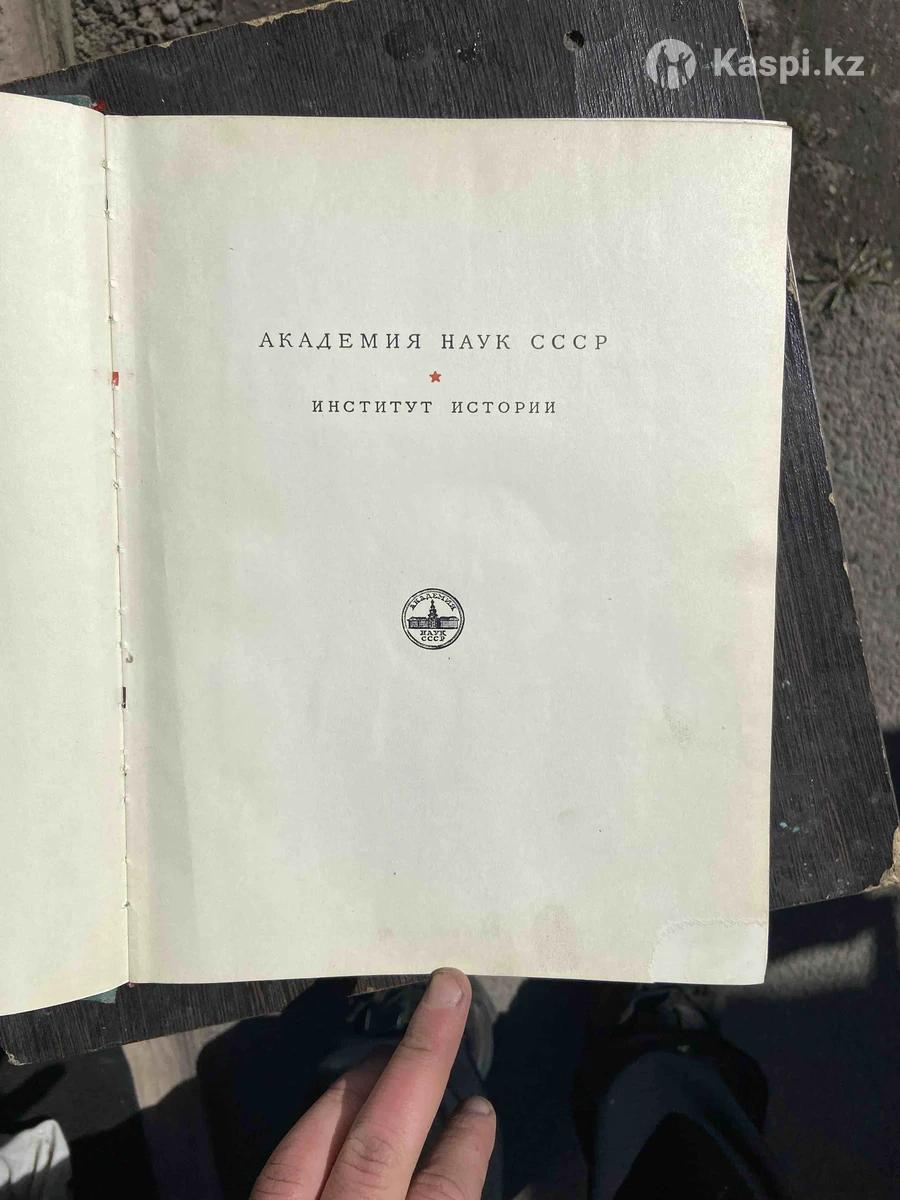 Kaspi.kz
АКАДЕМИЯ НАУК СССР
ИНСТИТУТ ИСТОРИИ
АКАДЕМИЯ
НАУК
СССР